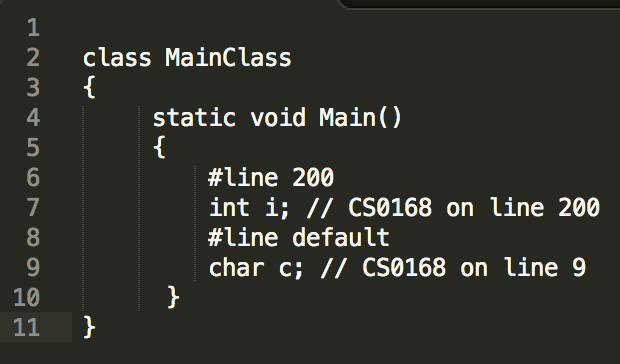 1
2 class MainClass
3 {
4 static void Main()
5 {
6 #line 200
7 int i; // CS0168 on line 200
8 #line default
9 char c; // CS0168 on line 9
10 }
11 }